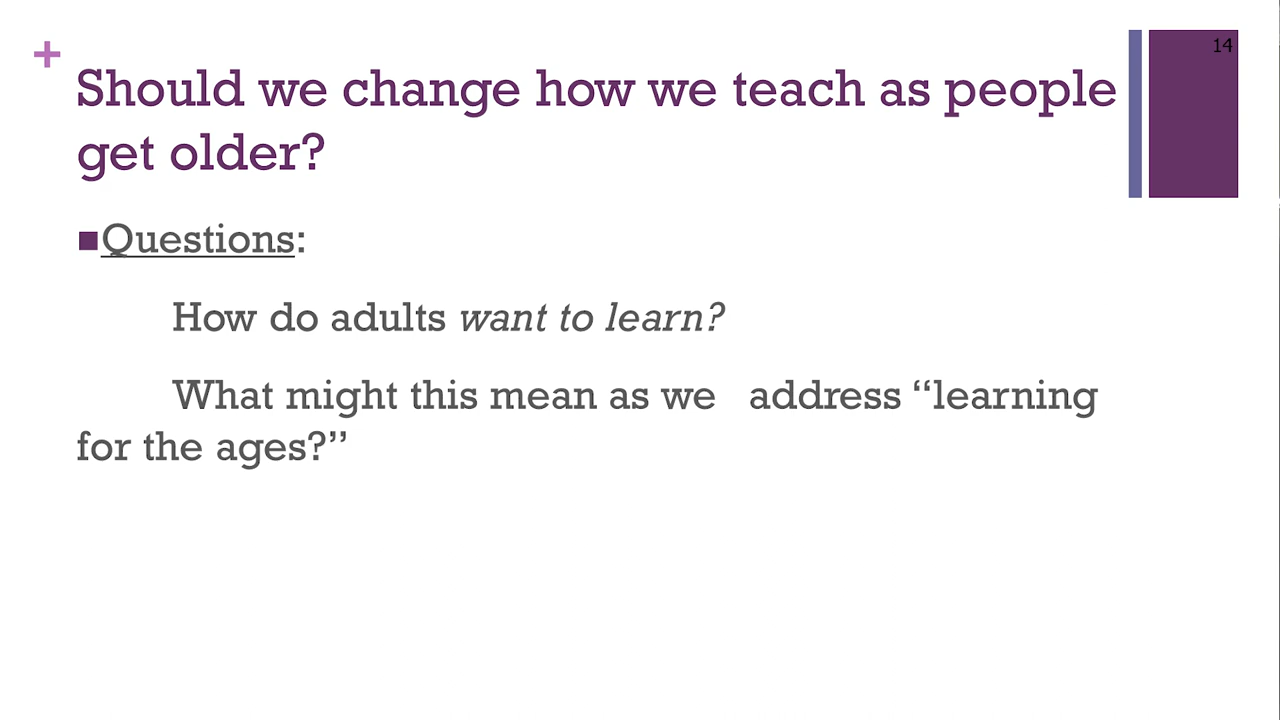 +
14
Should we change how we teach as people
get older?
■Questions:
How do adults want to learn?
What might this mean as we address “learning
for the ages?”